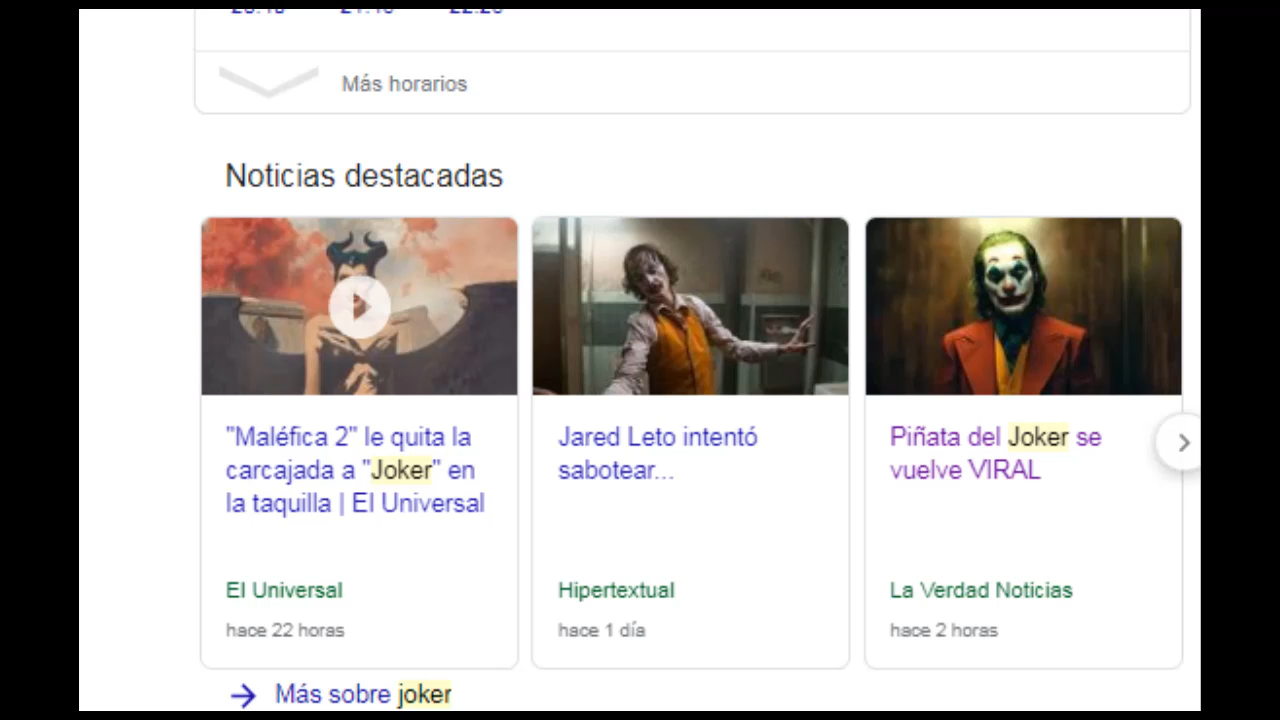 Más horarios
Noticias destacadas
"Maléfica 2" le quita la
carcajada a "Joker" en
la taquilla | El Universal
El Universal
hace 22 horas
Jared Leto intentó
sabotear...
Hipertextual
hace 1 día
Piñata del Joker se
vuelve VIRAL
La Verdad Noticias
hace 2 horas
Más sobre joker